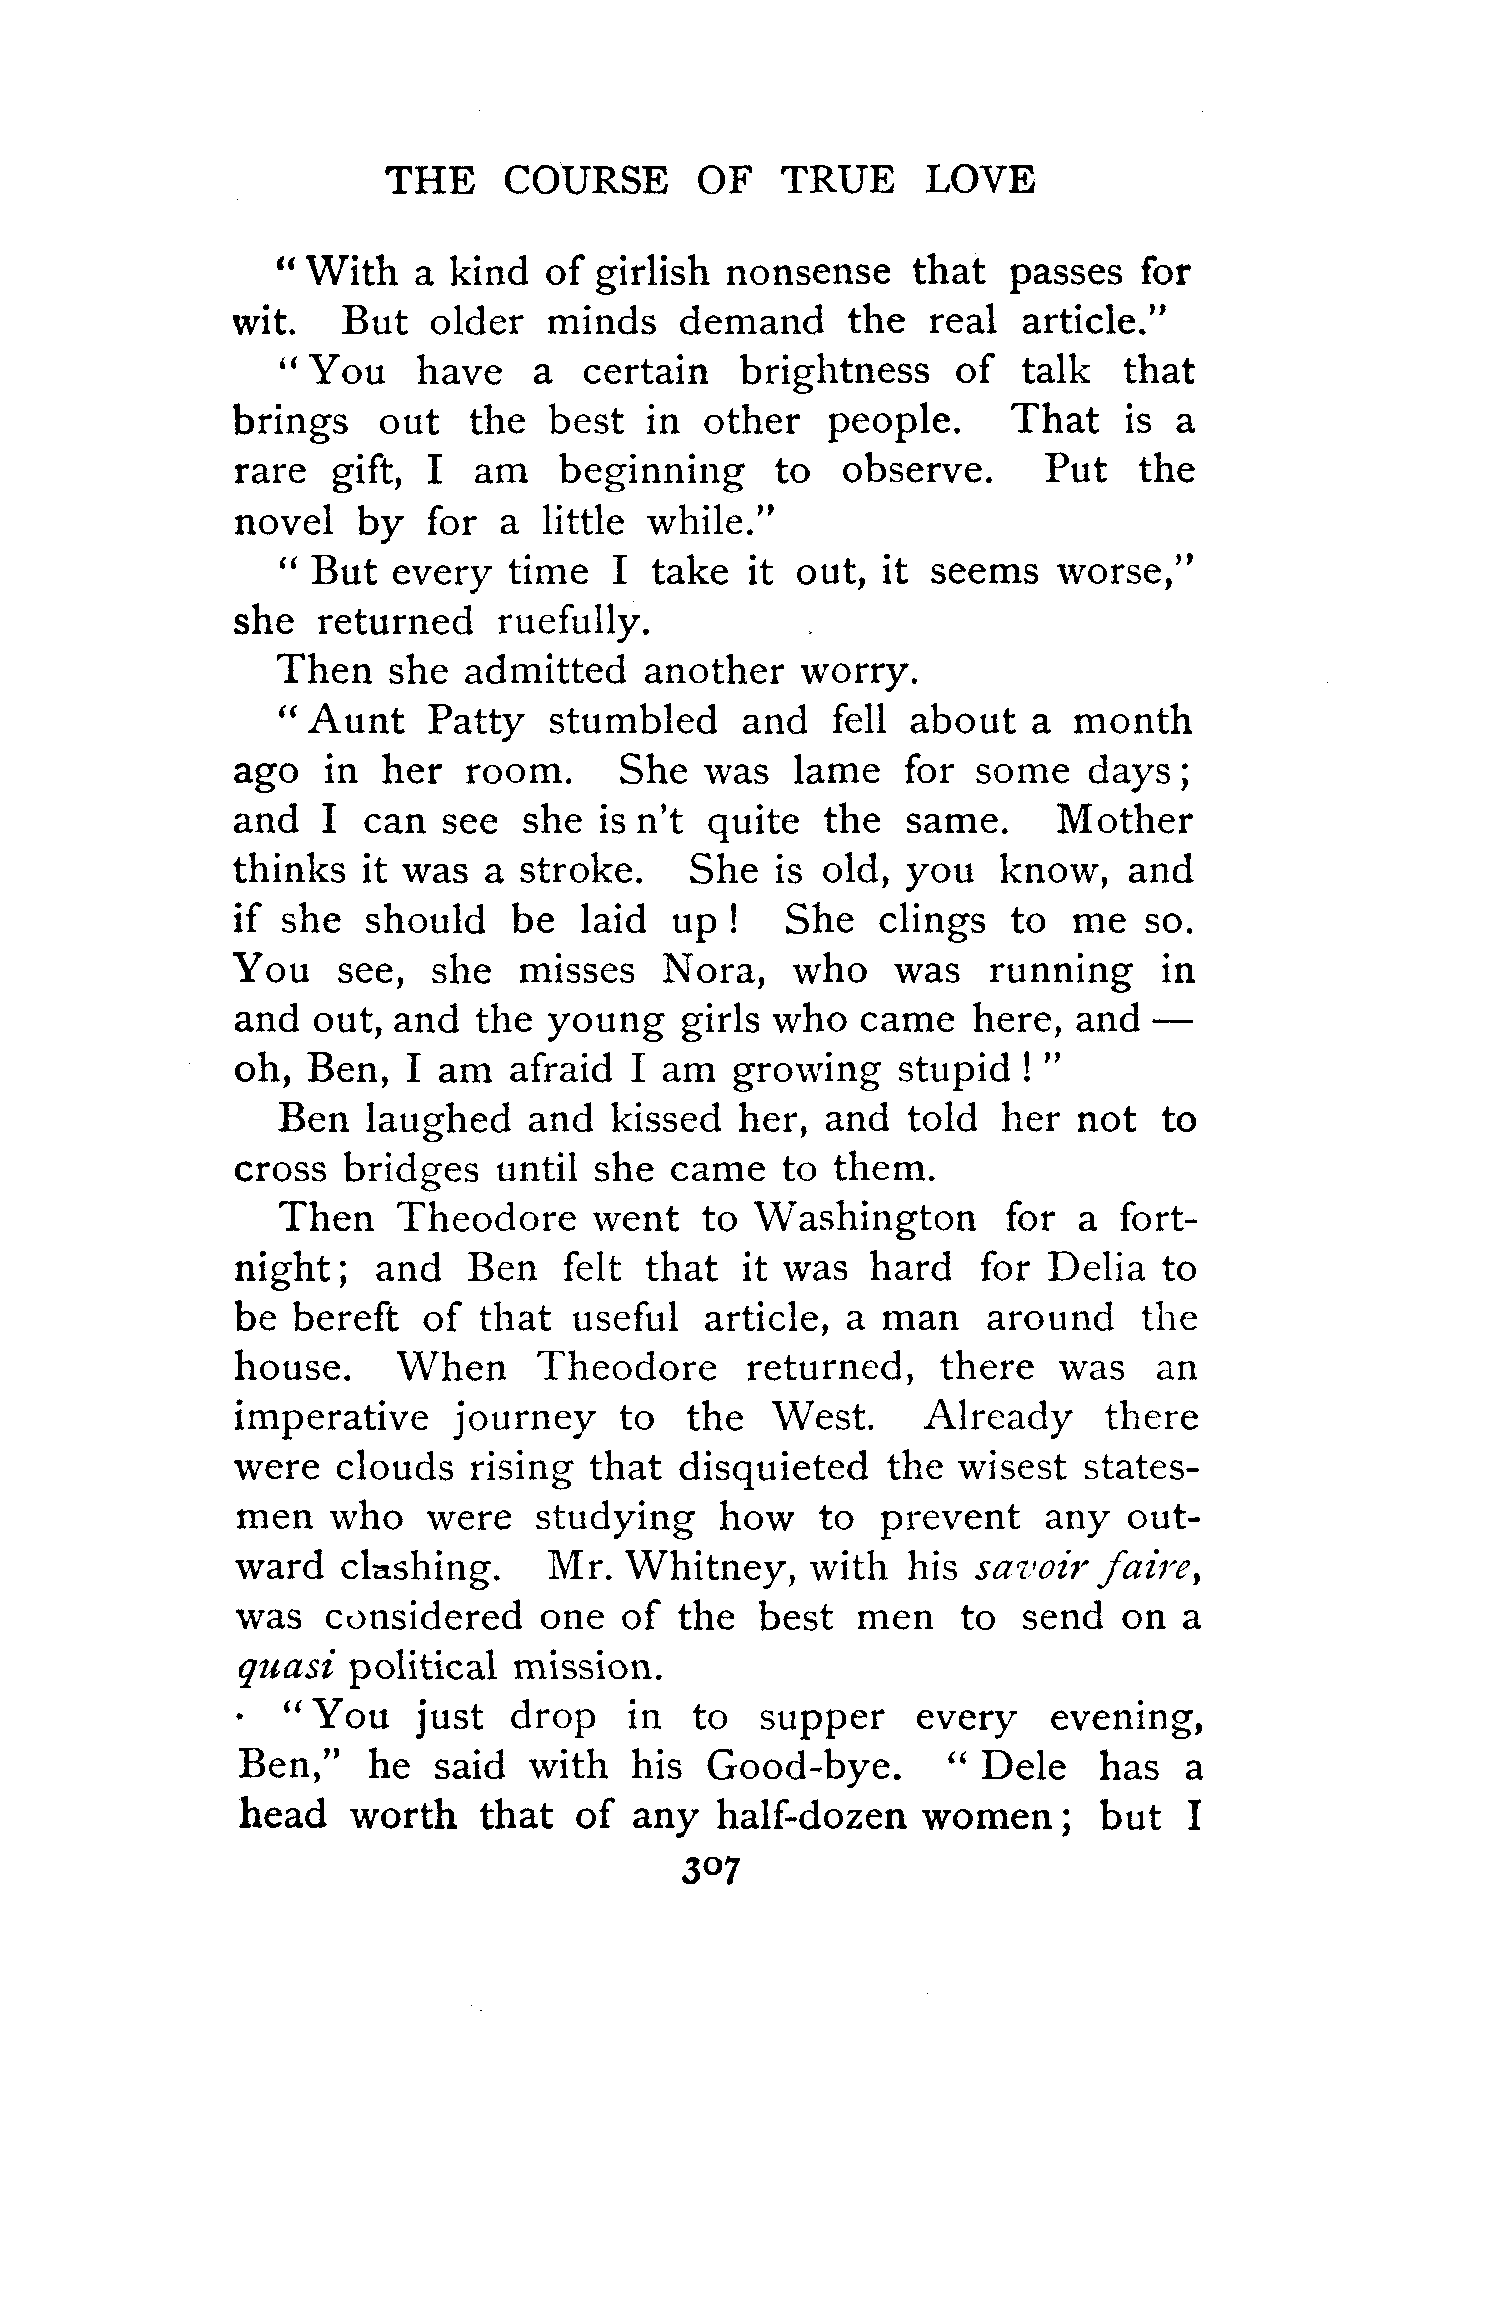 THE COURSE OF TRUE LOVE
“With a kind of girlish nonsense that passes for
wit. But older minds demand the real article.”
“You have a certain brightness of talk that
brings out the best in other people. That is a
rare gift, I am beginning to observe. Put the
novel by for a little while.”
“But every time I take it out, it seems worse,”
she returned ruefully.
Then she admitted another worry.
“Aunt Patty stumbled and fell about a month
ago in her room. She was lame for some days;
and I can see she is n't quite the same. Mother
thinks it was a stroke. She is old, you know, and
if she should be laid up! She clings to me so.
You see, she misses Nora, who was running in
and out, and the young girls who came here, and —
oh, Ben, I am afraid I am growing stupid!”
Ben laughed and kissed her, and told her not to
cross bridges until she came to them.
Then Theodore went to Washington for a fort-
night; and Ben felt that it was hard for Delia to
be bereft of that useful article, a man around the
house. When Theodore returned, there was an
imperative journey to the West. Already there
were clouds rising that disquieted the wisest states-
men who were studying how to prevent any out-
ward clashing. Mr. Whitney, with his savoir faire,
was considered one of the best men to send on a
quasi political mission.
“You just drop in to supper every evening,
Ben,” he said with his Good-bye. “Dele has a
head worth that of any half-dozen women; but I
307